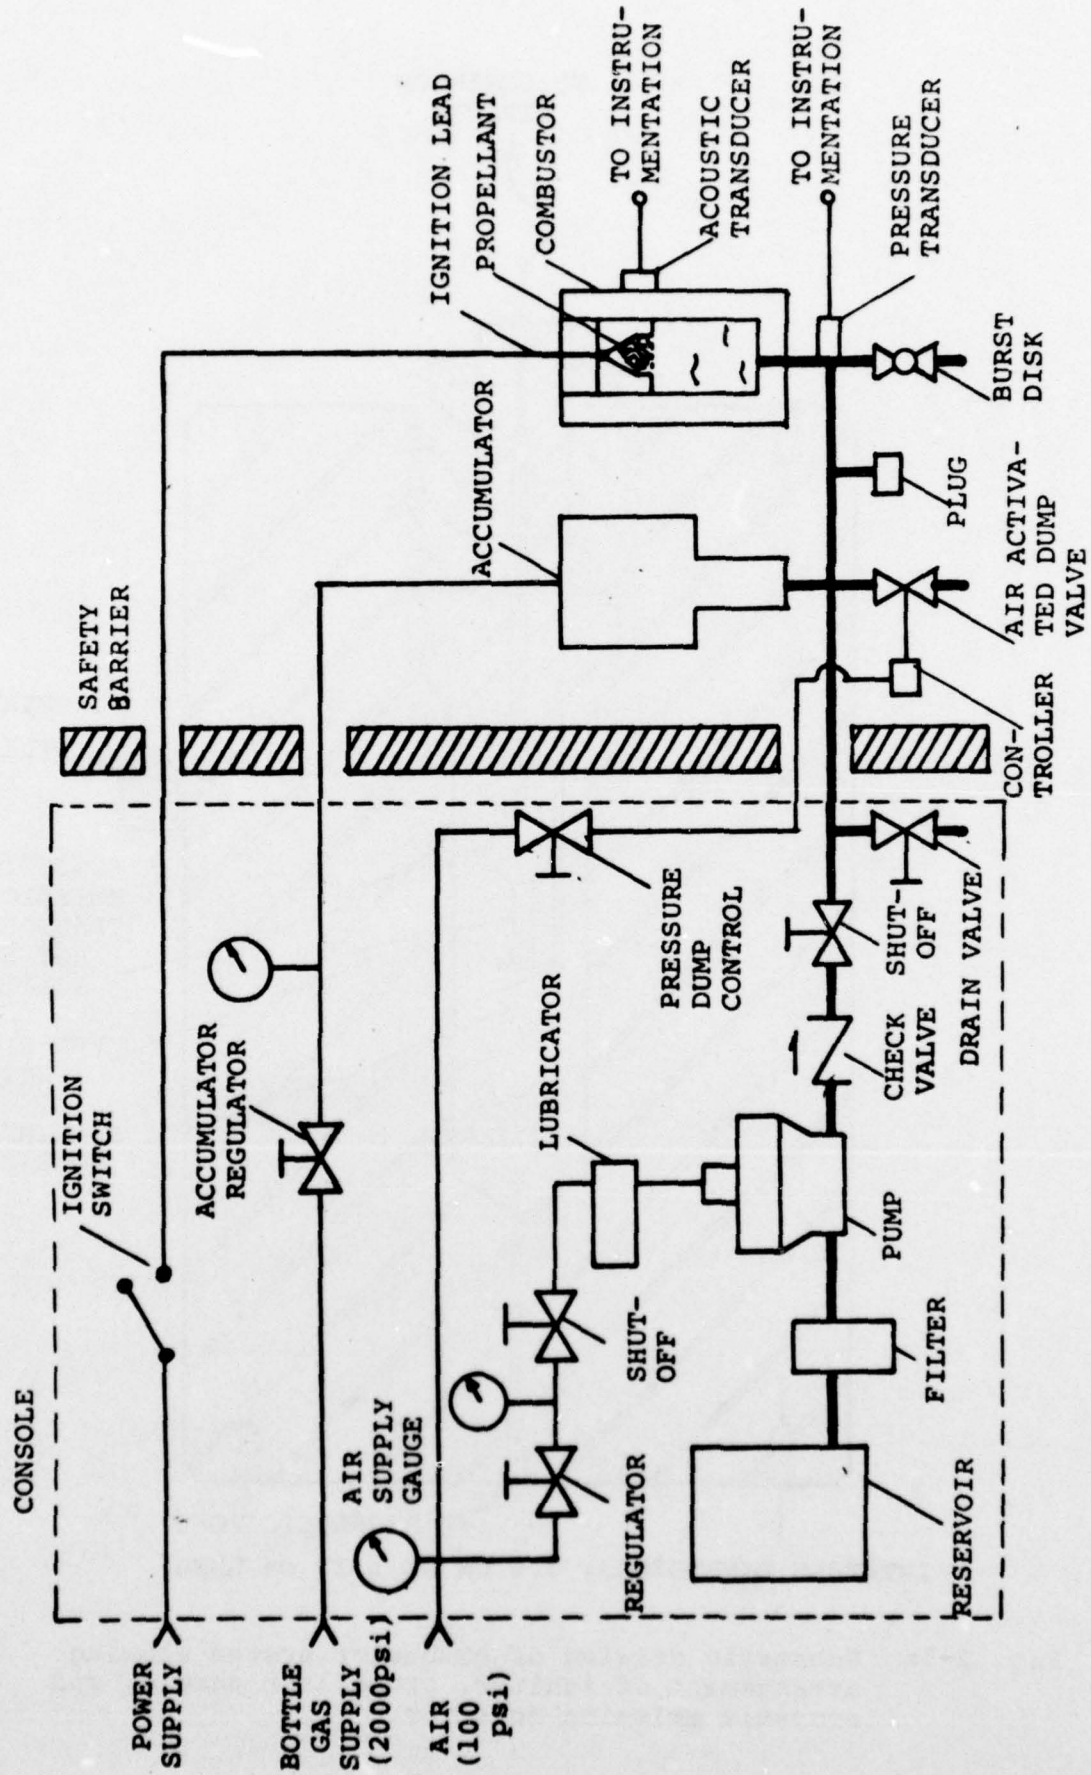 CONSOLE
SAFETY
BARRIER
IGNITION
SWITCH
POWER
SUPPLY
ACCUMULATOR
REGULATOR
BOTTLE
GAS
SUPPLY
(2000psi)
AIR
SUPPLY
GAUGE
AIR
(100
psi)
REGULATOR
SHUT-
OFF
LUBRICATOR
PRESSURE
DUMP
CONTROL
RESERVOIR
FILTER
PUMP
CHECK
VALVE
SHUT-
OFF
DRAIN VALVE
CON-
TROLLER
ACCUMULATOR
AIR ACTIVA-
TED DUMP
VALVE
PLUG
BURST
DISK
IGNITION LEAD
PROPELLANT
COMBUSTOR
TO INSTRU-
MENTATION
ACOUSTIC
TRANSDUCER
TO INSTRU-
MENTATION
PRESSURE
TRANSDUCER